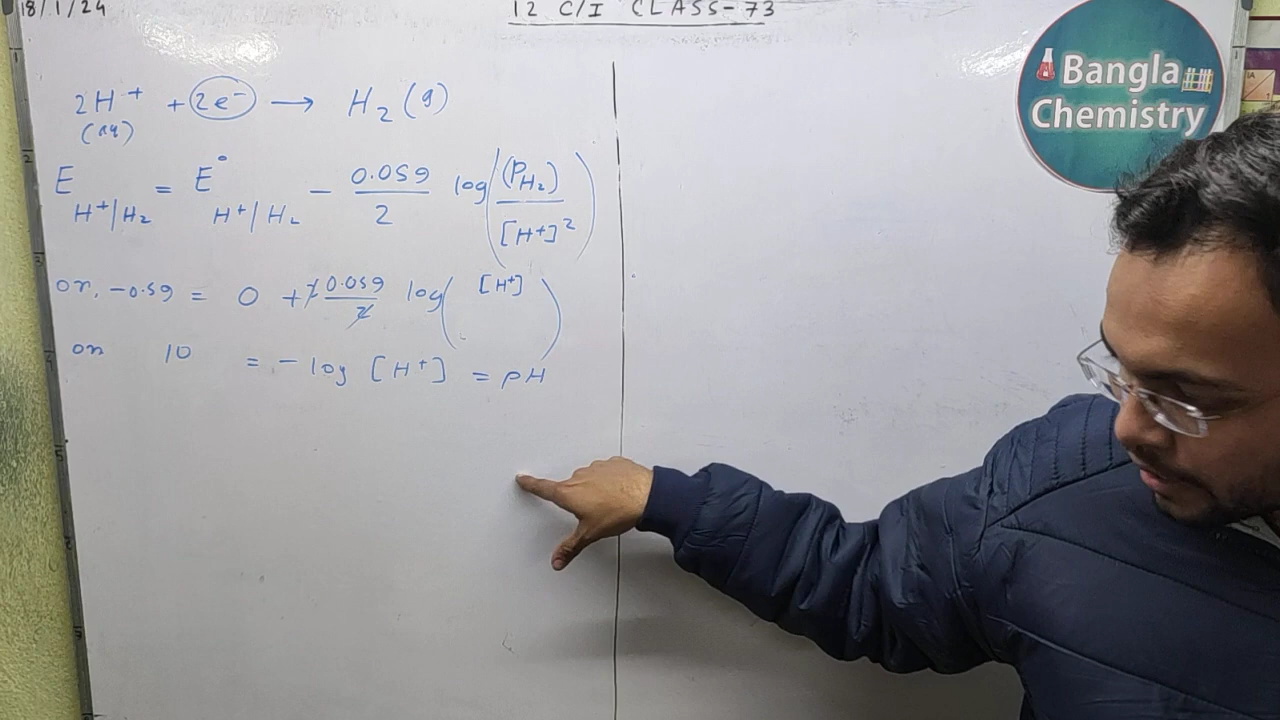 18/1/24
12 C/I CLASS-73
Bangla
Chemistry
2H⁺ + 2e⁻ → H₂(g)
(aq)
E H⁺/H₂ = E° H⁺/H₂ − 0.059/2 log((P H₂)/[H⁺]²)
or, −0.59 = 0 + 2 0.059/2 log([H⁺])
or 10 = − log [H⁺] = pH